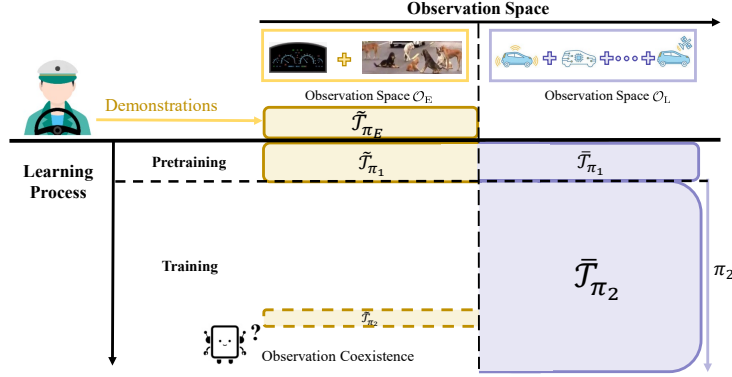 Observation Space
Observation Space 𝒪_E
Observation Space 𝒪_L
Demonstrations
𝒯̃_{π_E}
Learning Process
Pretraining
𝒯̃_{π_1}
𝒯̄_{π_1}
Training
𝒯̄_{π_2}
π_2
𝒯̃_{π_2}
?
Observation Coexistence